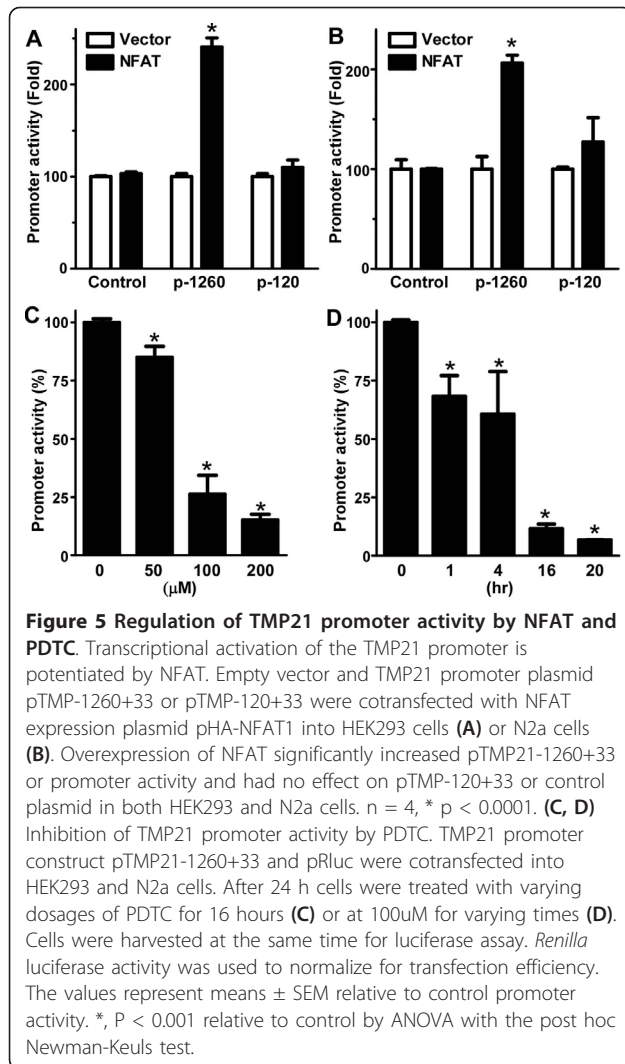 A
Vector
NFAT
*
Promoter activity (Fold)
200
100
0
Control p-1260 p-120
B
Vector
NFAT
*
Promoter activity (Fold)
200
100
0
Control p-1260 p-120
C
*
*
*
Promoter activity (%)
100
75
50
25
0
0 50 100 200
(μM)
D
*
*
*
*
Promoter activity (%)
100
75
50
25
0
0 1 4 16 20
(hr)
Figure 5 Regulation of TMP21 promoter activity by NFAT and
PDTC. Transcriptional activation of the TMP21 promoter is
potentiated by NFAT. Empty vector and TMP21 promoter plasmid
pTMP-1260+33 or pTMP-120+33 were cotransfected with NFAT
expression plasmid pHA-NFAT1 into HEK293 cells (A) or N2a cells
(B). Overexpression of NFAT significantly increased pTMP21-1260+33
or promoter activity and had no effect on pTMP-120+33 or control
plasmid in both HEK293 and N2a cells. n = 4, * p < 0.0001. (C, D)
Inhibition of TMP21 promoter activity by PDTC. TMP21 promoter
construct pTMP21-1260+33 and pRluc were cotransfected into
HEK293 and N2a cells. After 24 h cells were treated with varying
dosages of PDTC for 16 hours (C) or at 100uM for varying times (D).
Cells were harvested at the same time for luciferase assay. Renilla
luciferase activity was used to normalize for transfection efficiency.
The values represent means ± SEM relative to control promoter
activity. *, P < 0.001 relative to control by ANOVA with the post hoc
Newman-Keuls test.